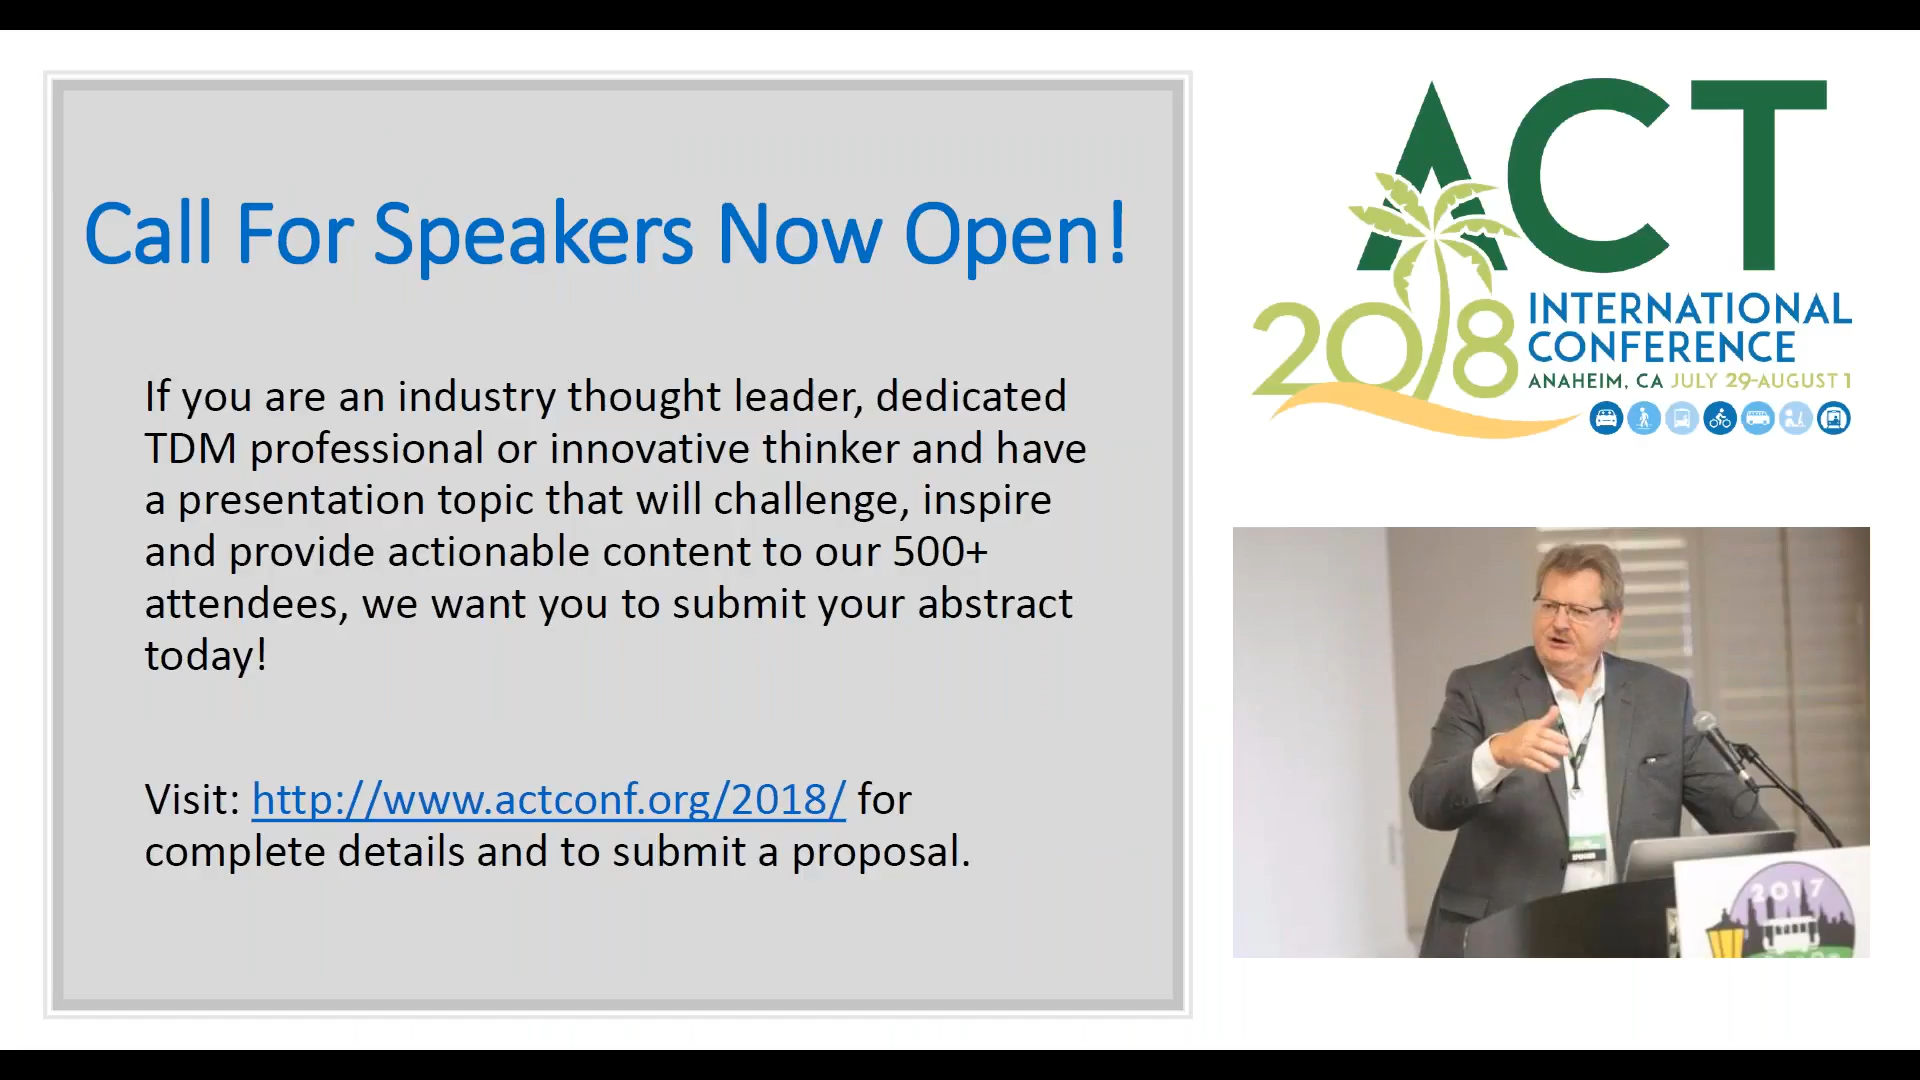 Call For Speakers Now Open!
If you are an industry thought leader, dedicated
TDM professional or innovative thinker and have
a presentation topic that will challenge, inspire
and provide actionable content to our 500+
attendees, we want you to submit your abstract
today!
Visit: http://www.actconf.org/2018/ for
complete details and to submit a proposal.
ACT
2018
INTERNATIONAL
CONFERENCE
ANAHEIM, CA JULY 29-AUGUST 1
2017